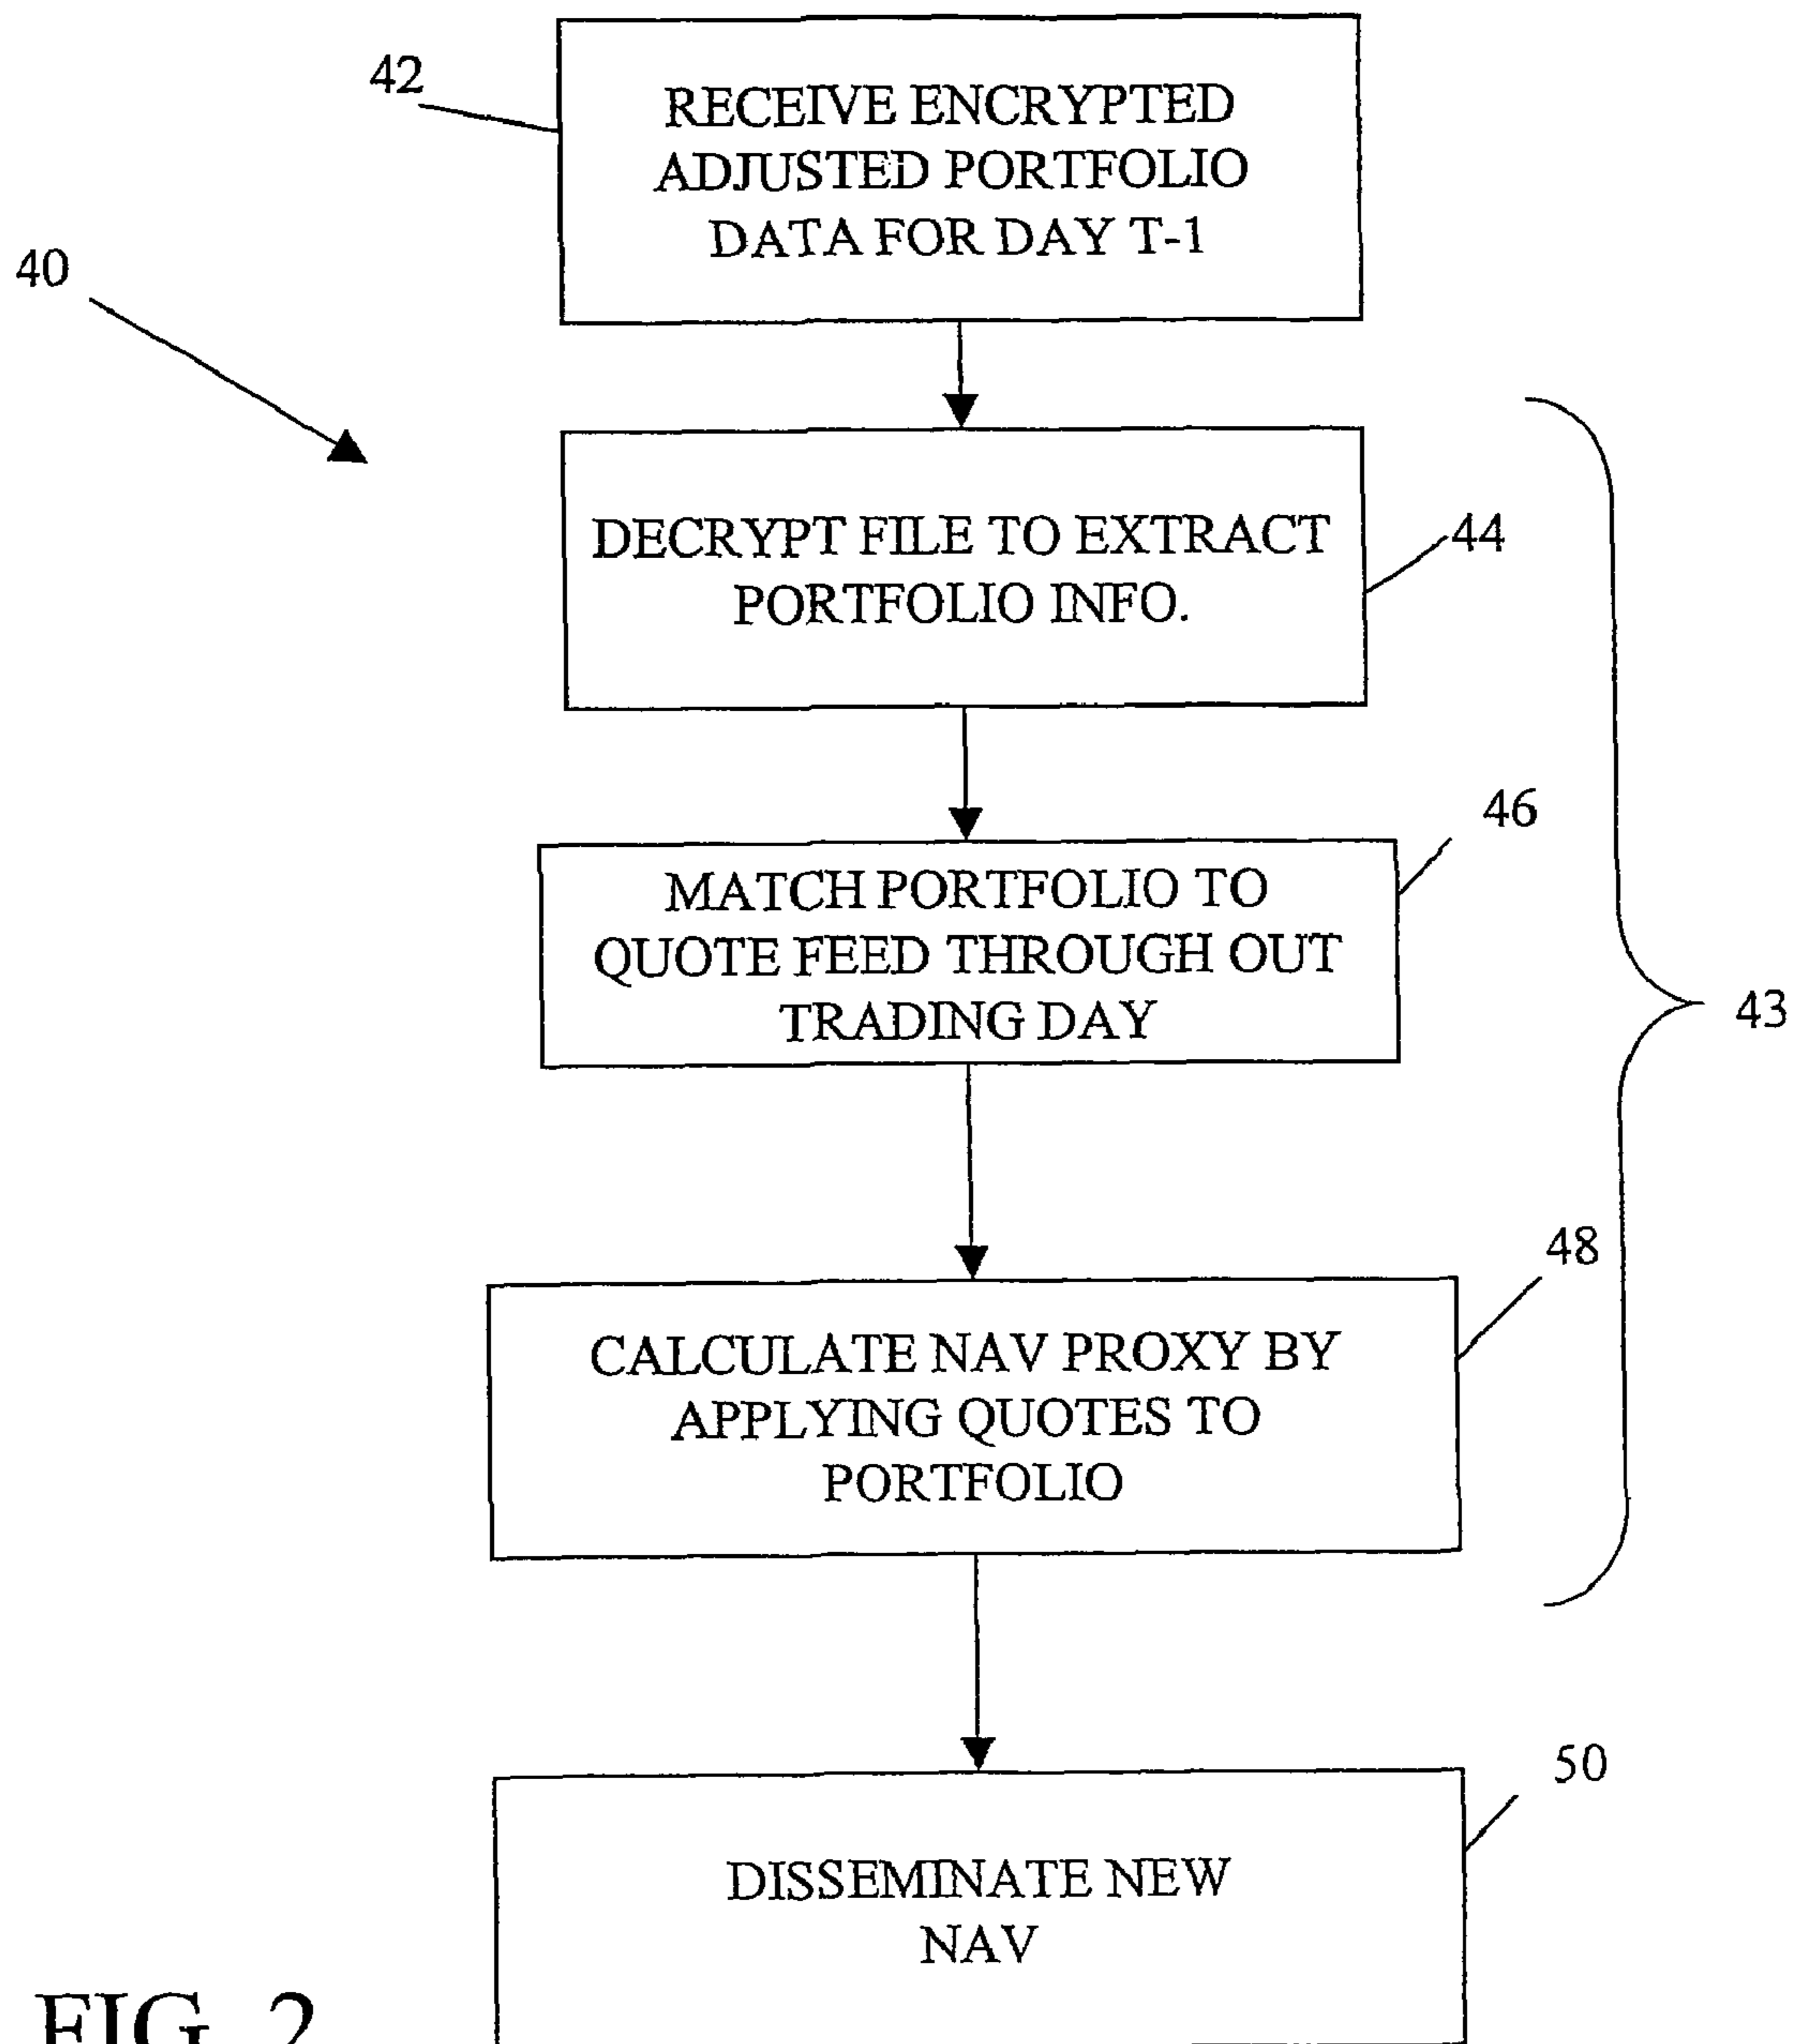 42
RECEIVE ENCRYPTED
ADJUSTED PORTFOLIO
DATA FOR DAY T-1
40
DECRYPT FILE TO EXTRACT
PORTFOLIO INFO.
44
46
MATCH PORTFOLIO TO
QUOTE FEED THROUGH OUT
TRADING DAY
43
48
CALCULATE NAV PROXY BY
APPLYING QUOTES TO
PORTFOLIO
50
DISSEMINATE NEW
NAV
FIG. 2